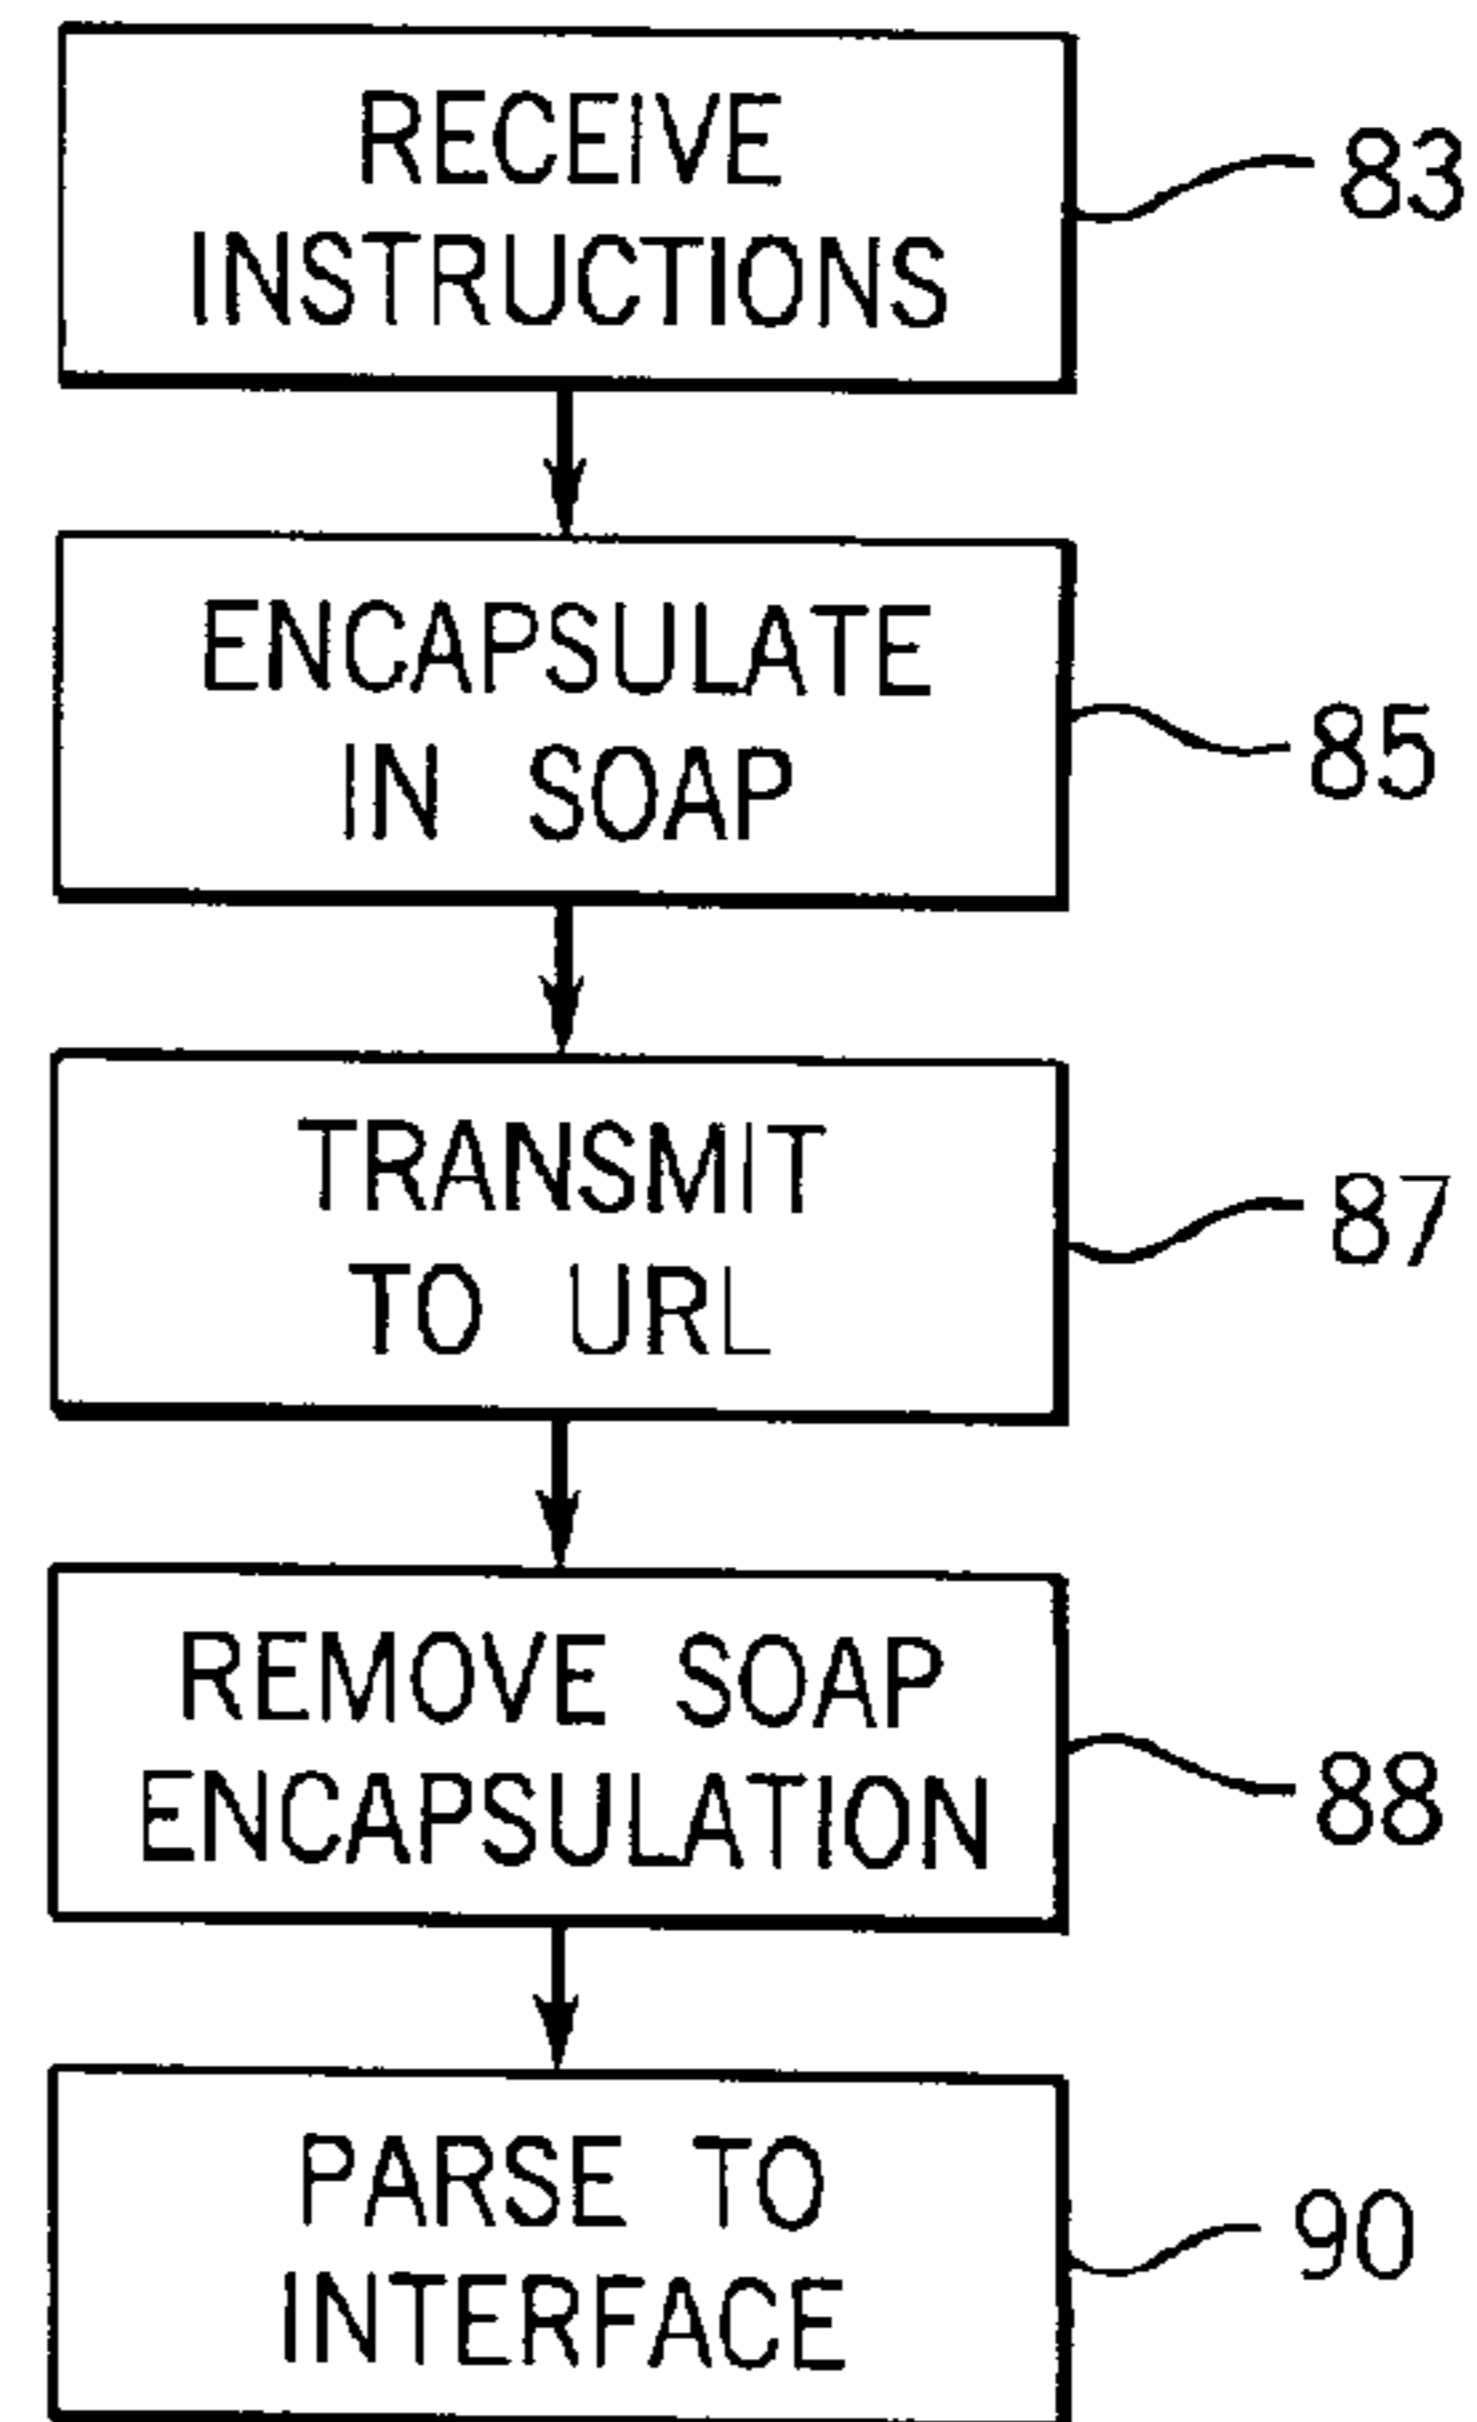 RECEIVE
INSTRUCTIONS
83
ENCAPSULATE
IN SOAP
85
TRANSMIT
TO URL
87
REMOVE SOAP
ENCAPSULATION
88
PARSE TO
INTERFACE
90